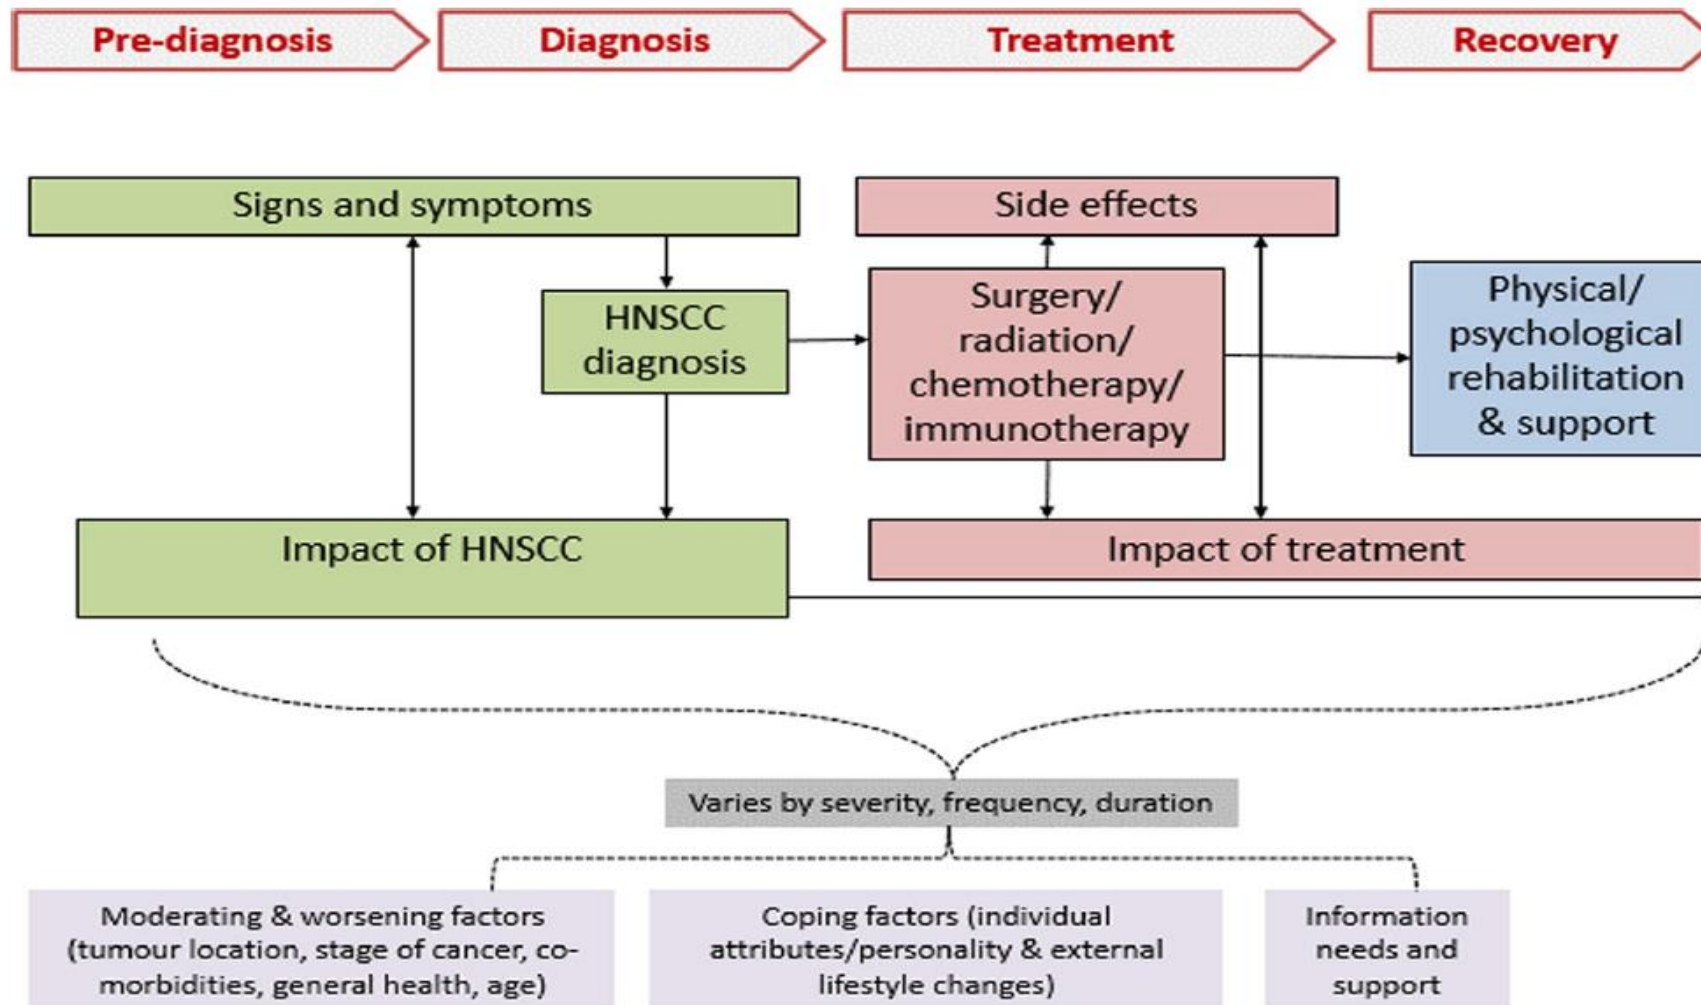 Pre-diagnosis
Diagnosis
Treatment
Recovery
Signs and symptoms
Side effects
HNSCC
diagnosis
Surgery/
radiation/
chemotherapy/
immunotherapy
Physical/
psychological
rehabilitation
& support
Impact of HNSCC
Impact of treatment
Varies by severity, frequency, duration
Moderating & worsening factors
(tumour location, stage of cancer, co-
morbidities, general health, age)
Coping factors (individual
attributes/personality & external
lifestyle changes)
Information
needs and
support